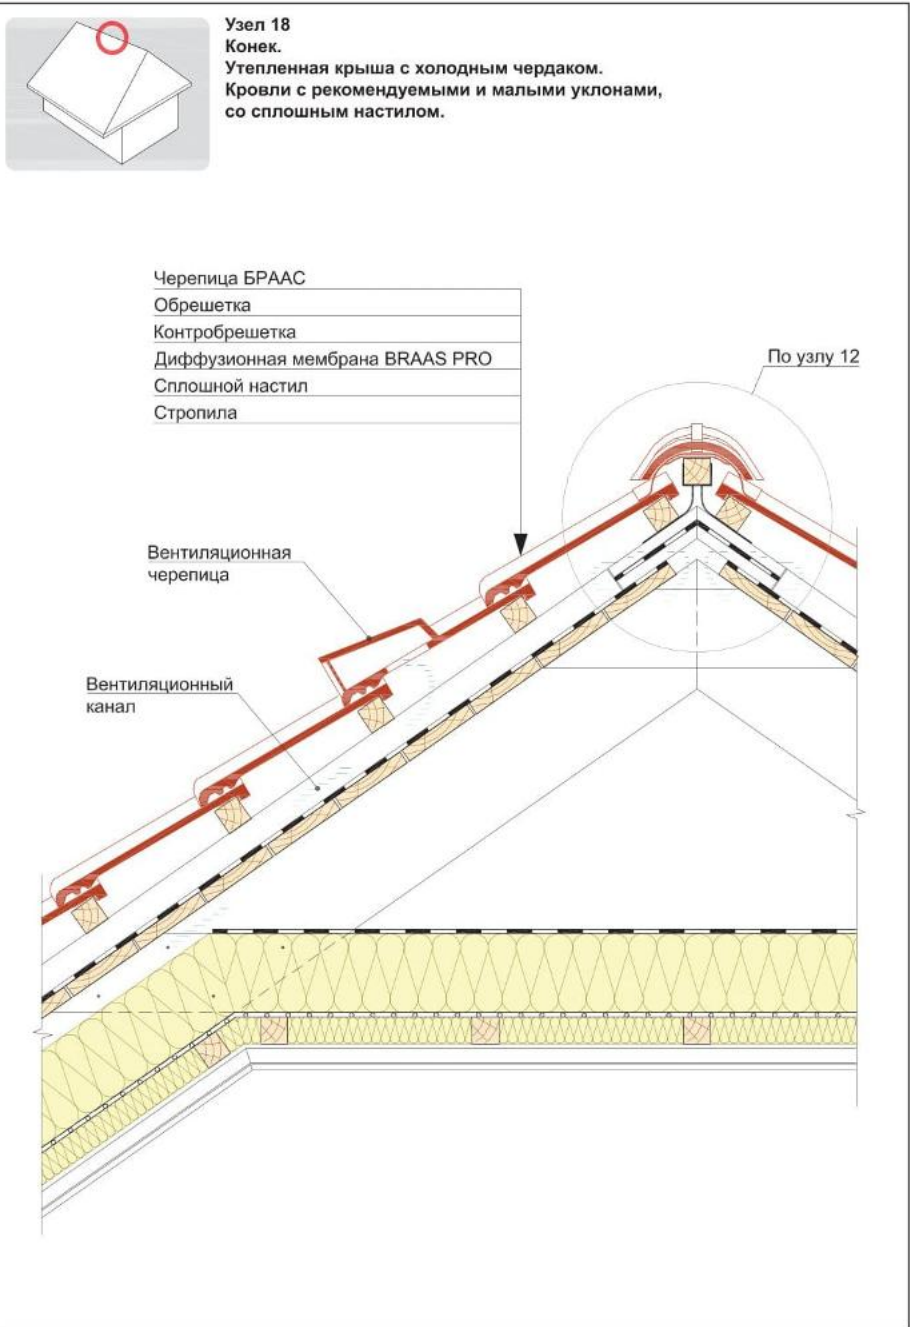 Узел 18
Конек.
Утепленная крыша с холодным чердаком.
Кровли с рекомендуемыми и малыми уклонами,
со сплошным настилом.
Черепица БРААС
Обрешетка
Контробрешетка
Диффузионная мембрана BRAAS PRO
Сплошной настил
Стропила
По узлу 12
Вентиляционная
черепица
Вентиляционный
канал